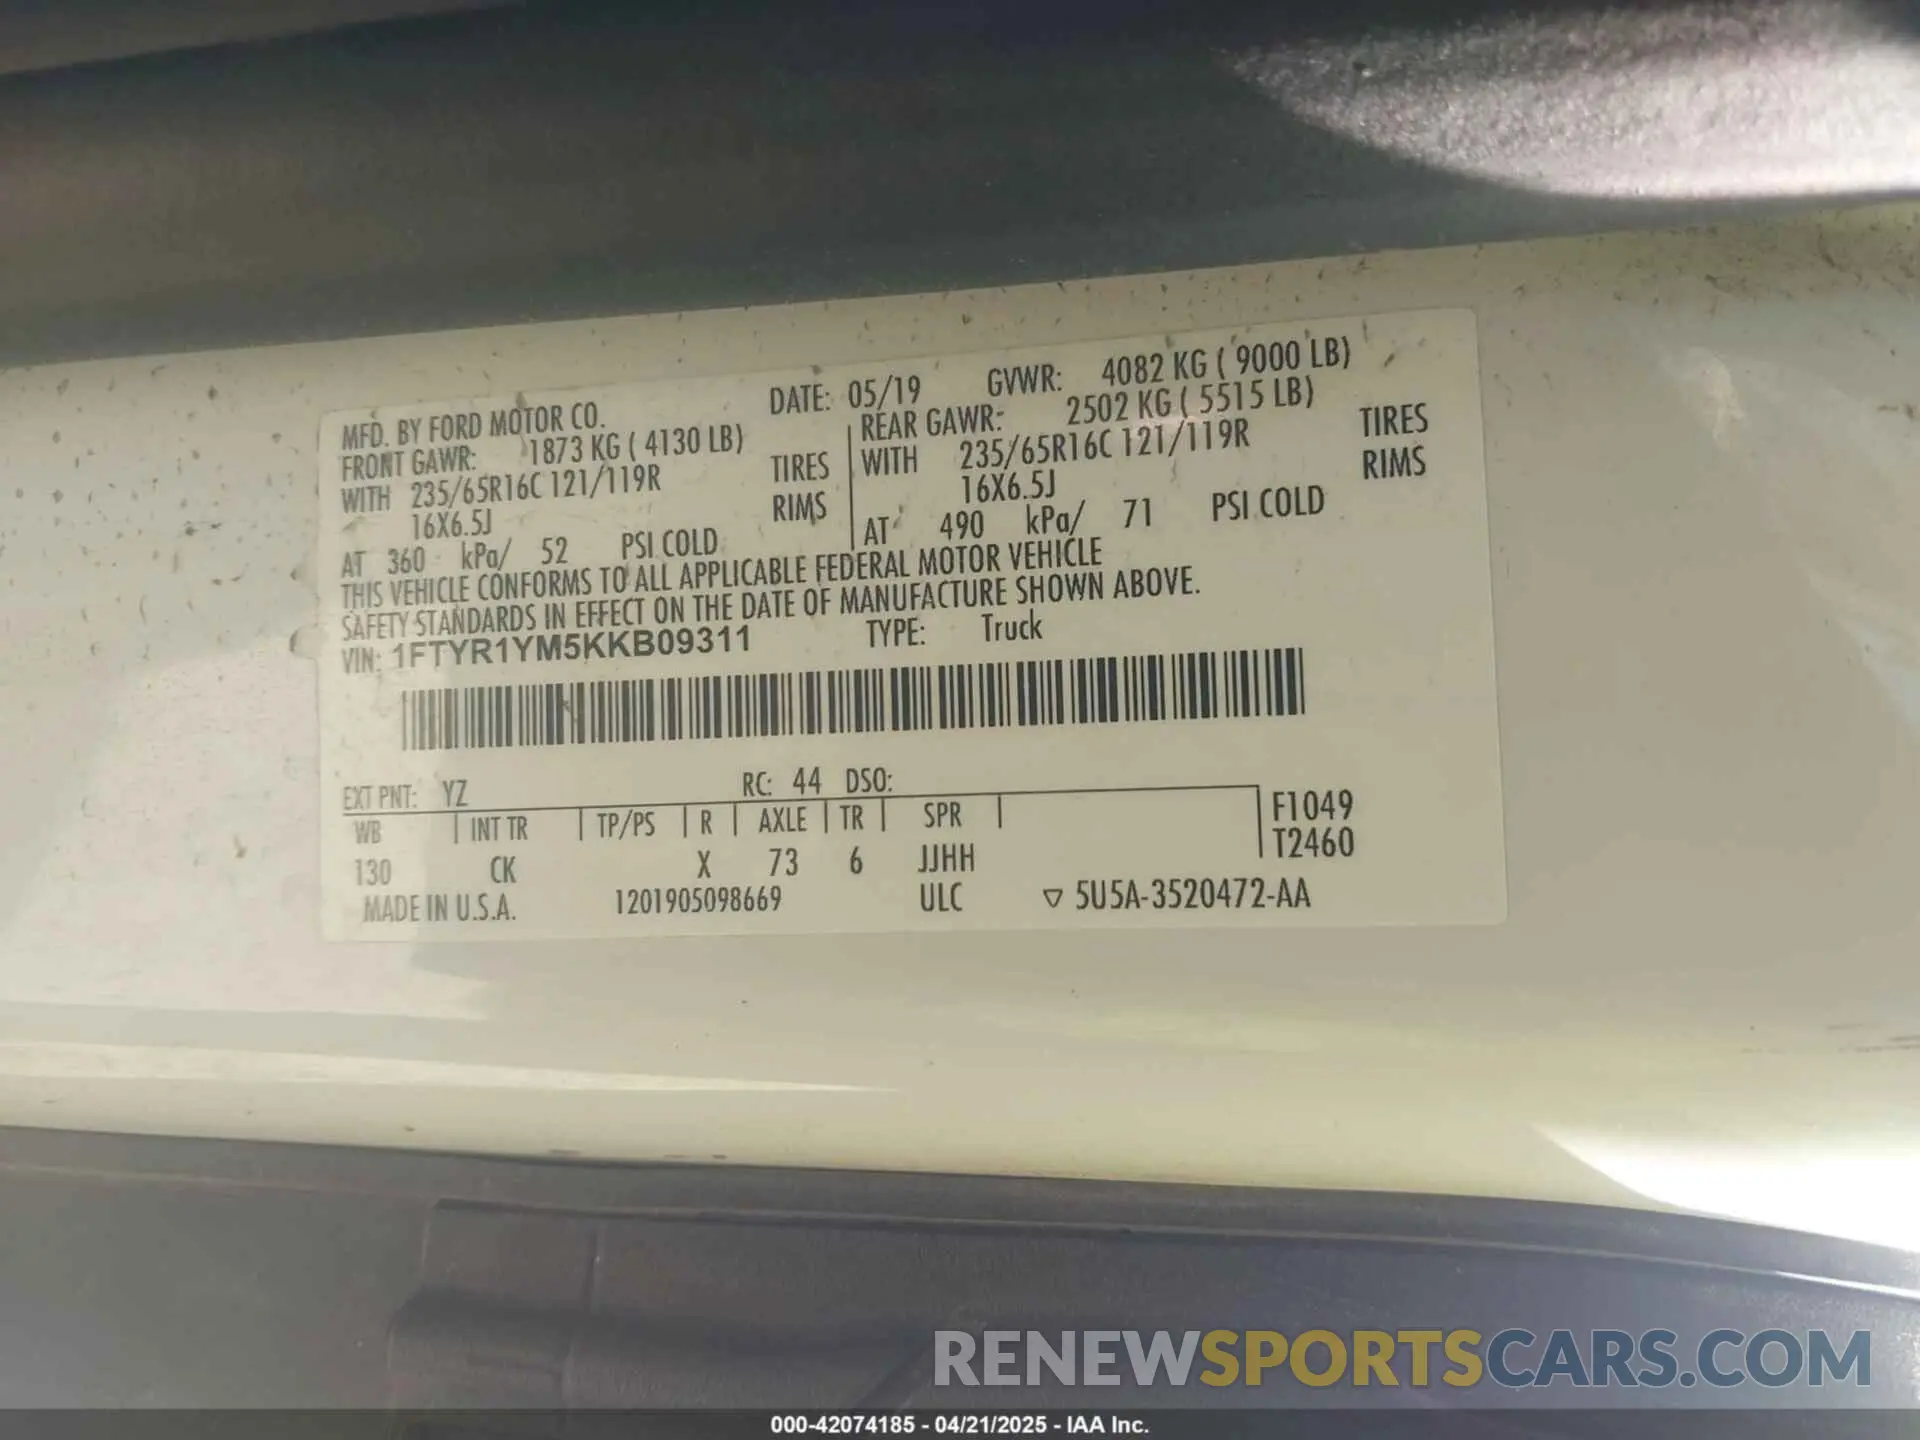 MFD. BY FORD MOTOR CO. DATE: 05/19 GVWR: 4082 KG ( 9000 LB)
FRONT GAWR: 1873 KG ( 4130 LB) REAR GAWR: 2502 KG ( 5515 LB)
WITH 235/65R16C 121/119R TIRES WITH 235/65R16C 121/119R TIRES
16X6.5J RIMS 16X6.5J RIMS
AT 360 kPa/ 52 PSI COLD AT 490 kPa/ 71 PSI COLD
THIS VEHICLE CONFORMS TO ALL APPLICABLE FEDERAL MOTOR VEHICLE
SAFETY STANDARDS IN EFFECT ON THE DATE OF MANUFACTURE SHOWN ABOVE.
VIN: 1FTYR1YM5KKB09311 TYPE: Truck
EXT PNT: YZ RC: 44 DSO:
WB INT TR TP/PS R AXLE TR SPR F1049
130 CK X 73 6 JJHH T2460
MADE IN U.S.A. 1201905098669 ULC ▽ 5U5A-3520472-AA
RENEWSPORTSCARS.COM
000-42074185 - 04/21/2025 - IAA Inc.